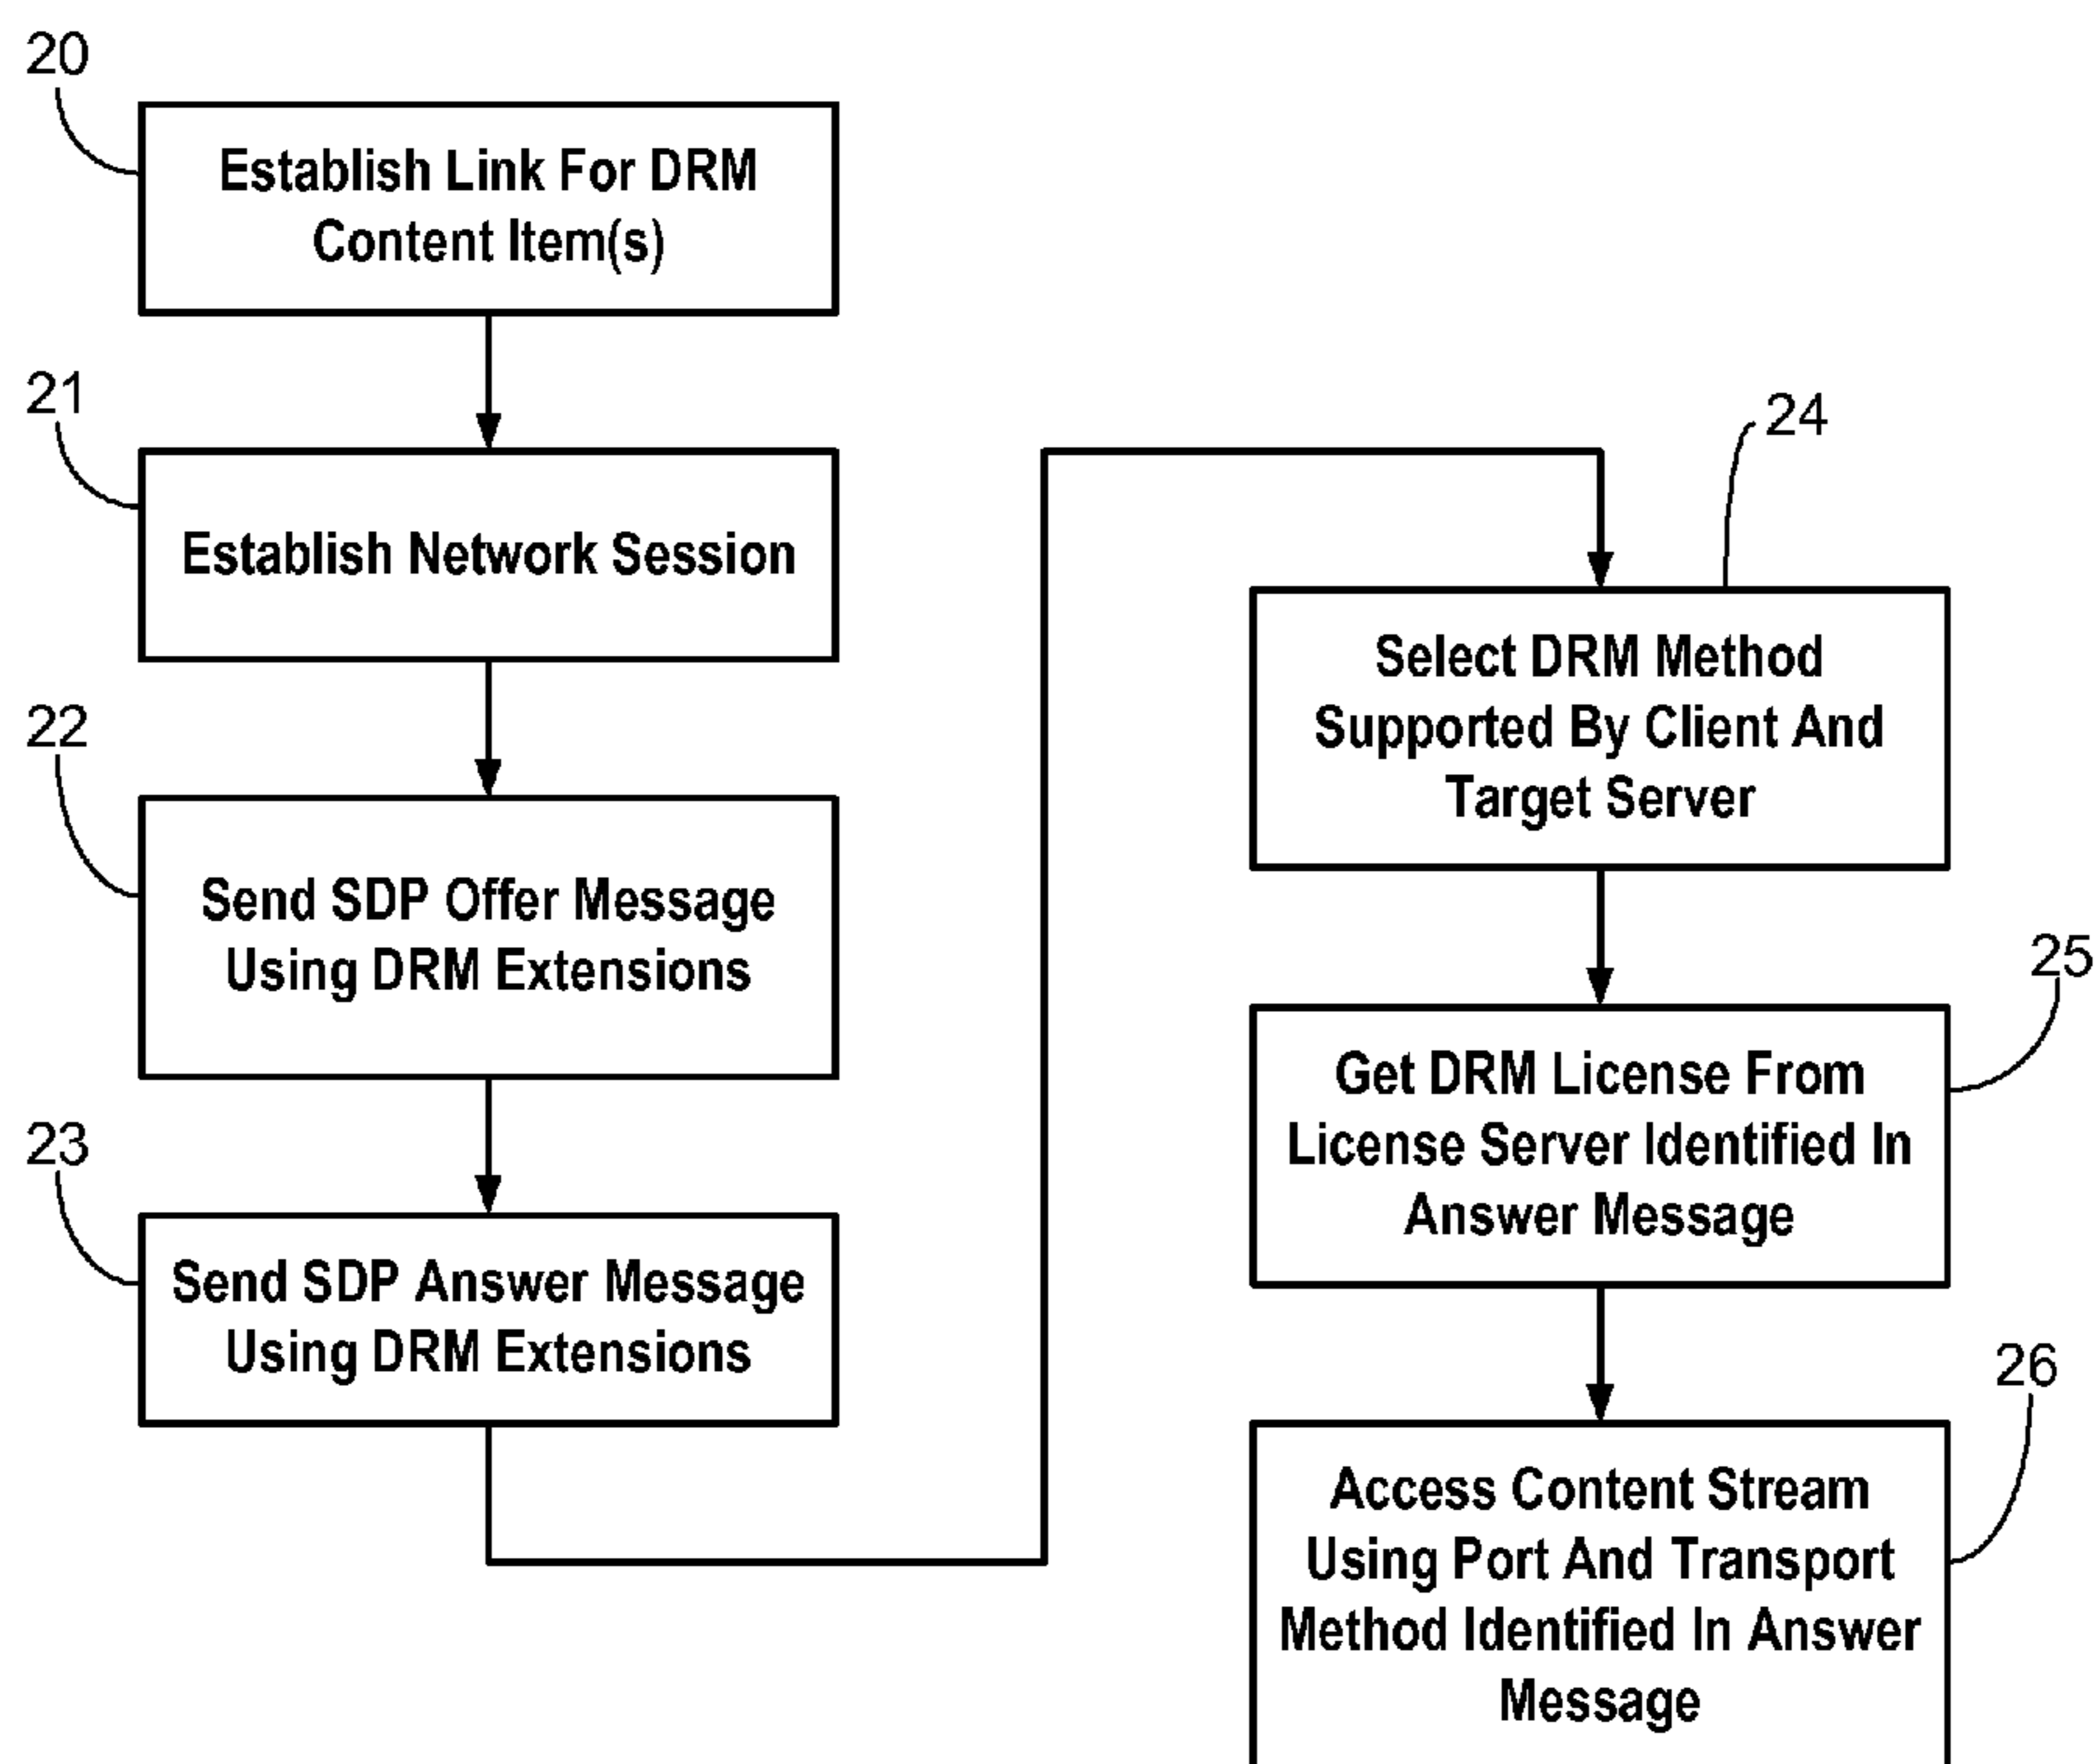 20
Establish Link For DRM
Content Item(s)
21
Establish Network Session
22
Send SDP Offer Message
Using DRM Extensions
23
Send SDP Answer Message
Using DRM Extensions
24
Select DRM Method
Supported By Client And
Target Server
25
Get DRM License From
License Server Identified In
Answer Message
26
Access Content Stream
Using Port And Transport
Method Identified In Answer
Message